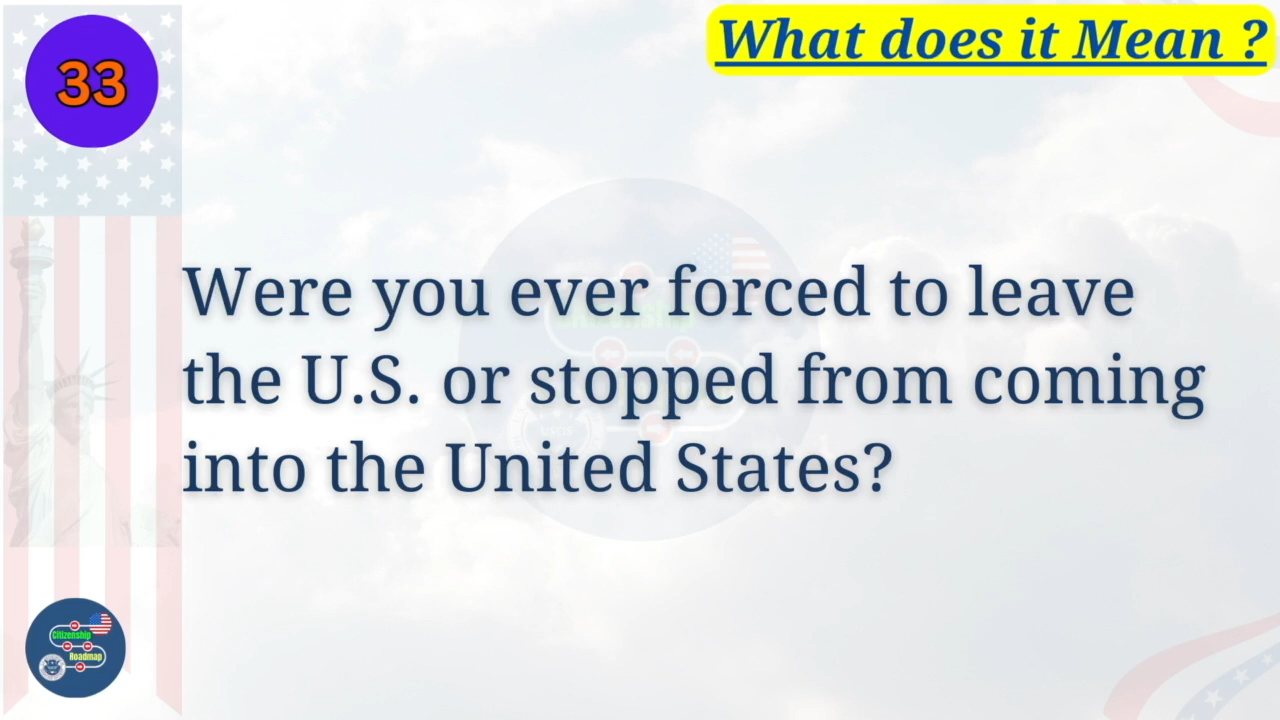 33
What does it Mean ?
Were you ever forced to leave
the U.S. or stopped from coming
into the United States?
Citizenship
Roadmap